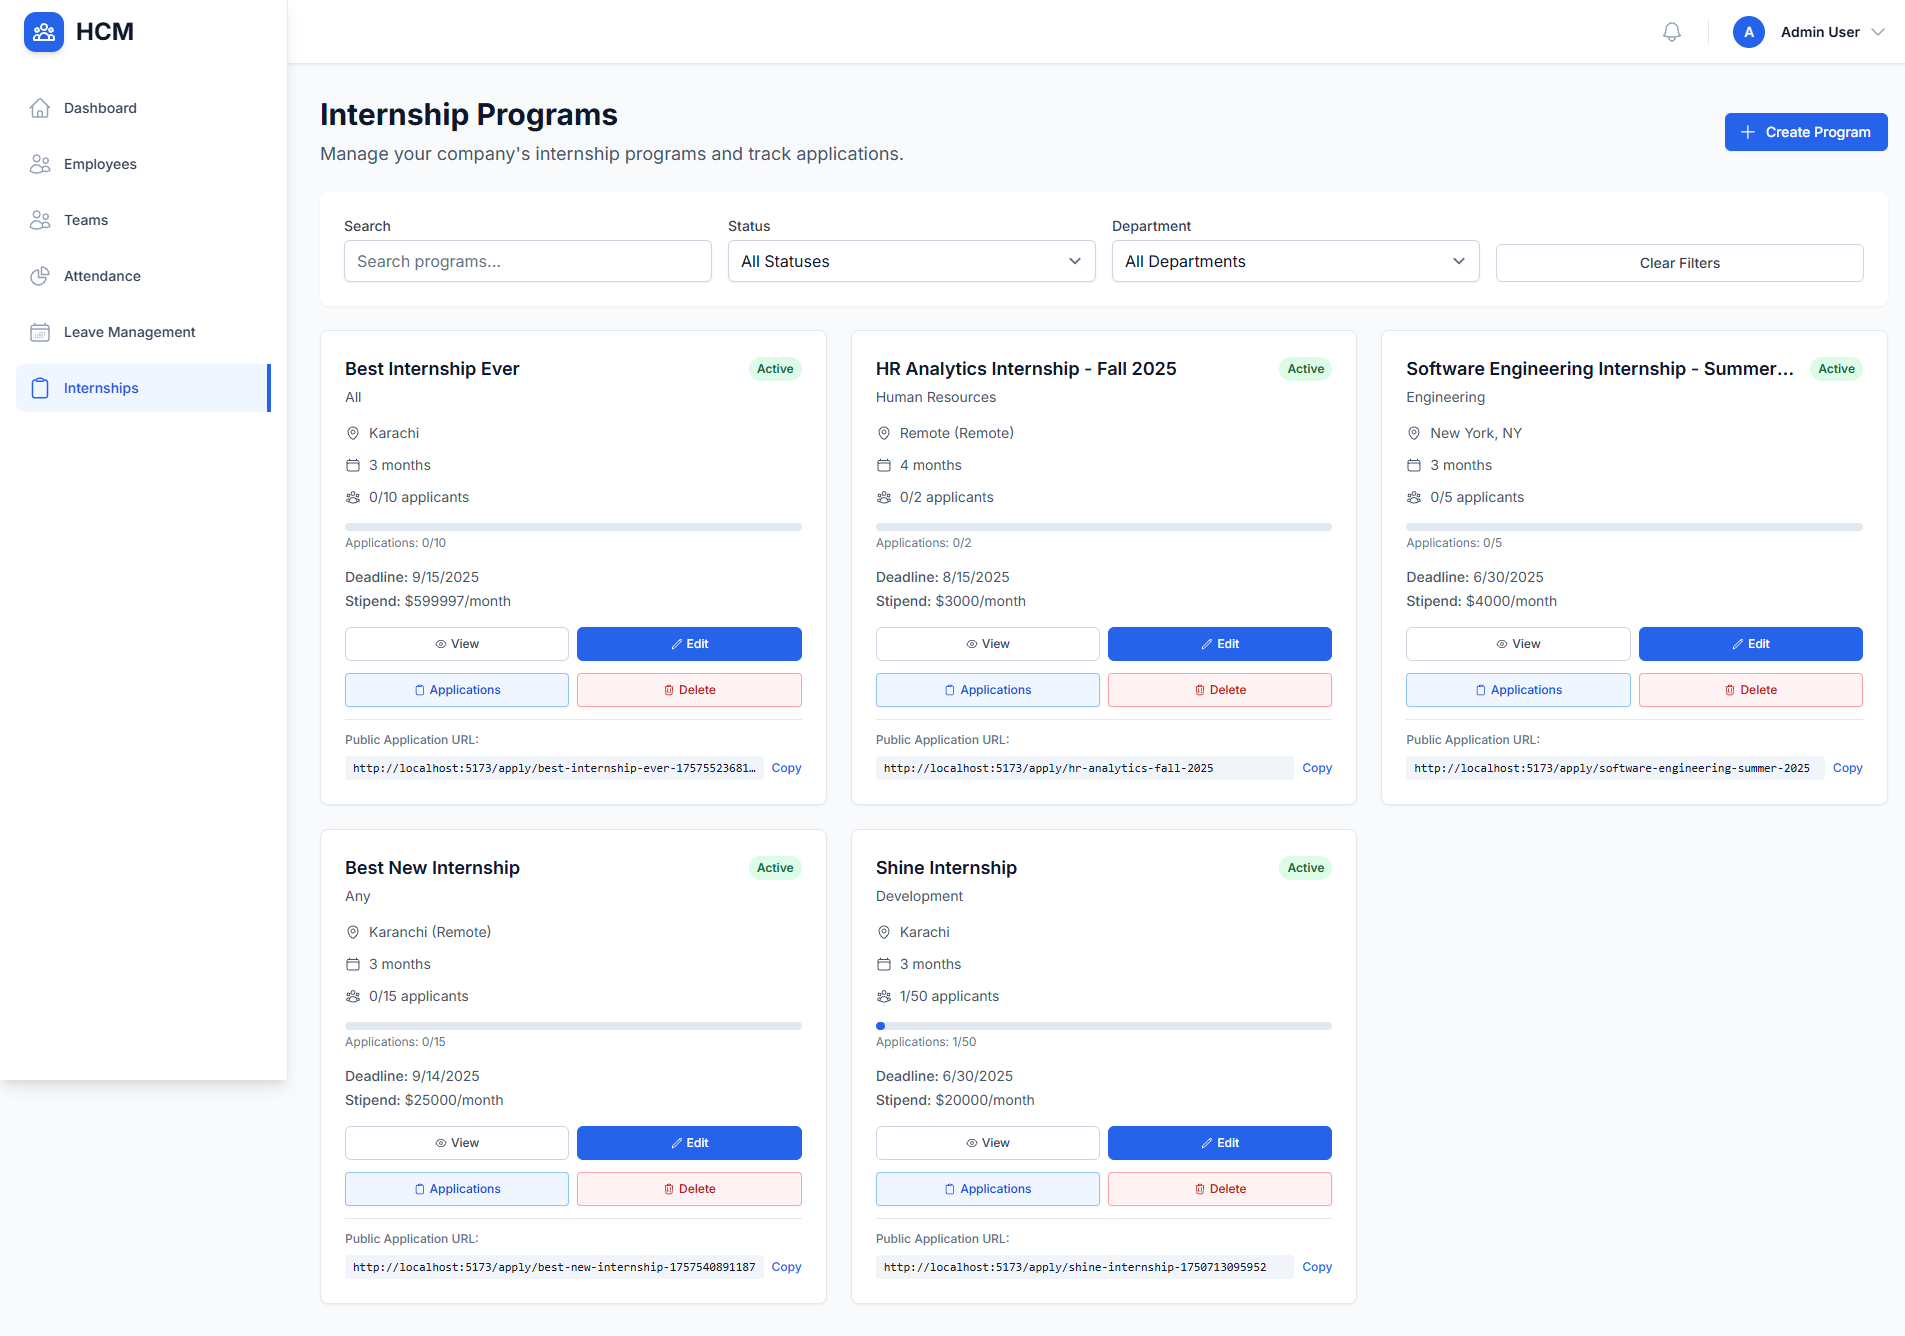 HCM
Admin User
A
Dashboard
Employees
Teams
Attendance
Leave Management
Internships
Internship Programs
Manage your company's internship programs and track applications.
Create Program
Search
Search programs...
Status
All Statuses
Department
All Departments
Clear Filters
Best Internship Ever
Active
All
Karachi
3 months
0/10 applicants
Applications: 0/10
Deadline: 9/15/2025
Stipend: $599997/month
View
Edit
Applications
Delete
Public Application URL:
http://localhost:5173/apply/best-internship-ever-17575523681…
Copy
HR Analytics Internship - Fall 2025
Active
Human Resources
Remote (Remote)
4 months
0/2 applicants
Applications: 0/2
Deadline: 8/15/2025
Stipend: $3000/month
View
Edit
Applications
Delete
Public Application URL:
http://localhost:5173/apply/hr-analytics-fall-2025
Copy
Software Engineering Internship - Summer...
Active
Engineering
New York, NY
3 months
0/5 applicants
Applications: 0/5
Deadline: 6/30/2025
Stipend: $4000/month
View
Edit
Applications
Delete
Public Application URL:
http://localhost:5173/apply/software-engineering-summer-2025
Copy
Best New Internship
Active
Any
Karanchi (Remote)
3 months
0/15 applicants
Applications: 0/15
Deadline: 9/14/2025
Stipend: $25000/month
View
Edit
Applications
Delete
Public Application URL:
http://localhost:5173/apply/best-new-internship-1757540891187
Copy
Shine Internship
Active
Development
Karachi
3 months
1/50 applicants
Applications: 1/50
Deadline: 6/30/2025
Stipend: $20000/month
View
Edit
Applications
Delete
Public Application URL:
http://localhost:5173/apply/shine-internship-1750713095952
Copy